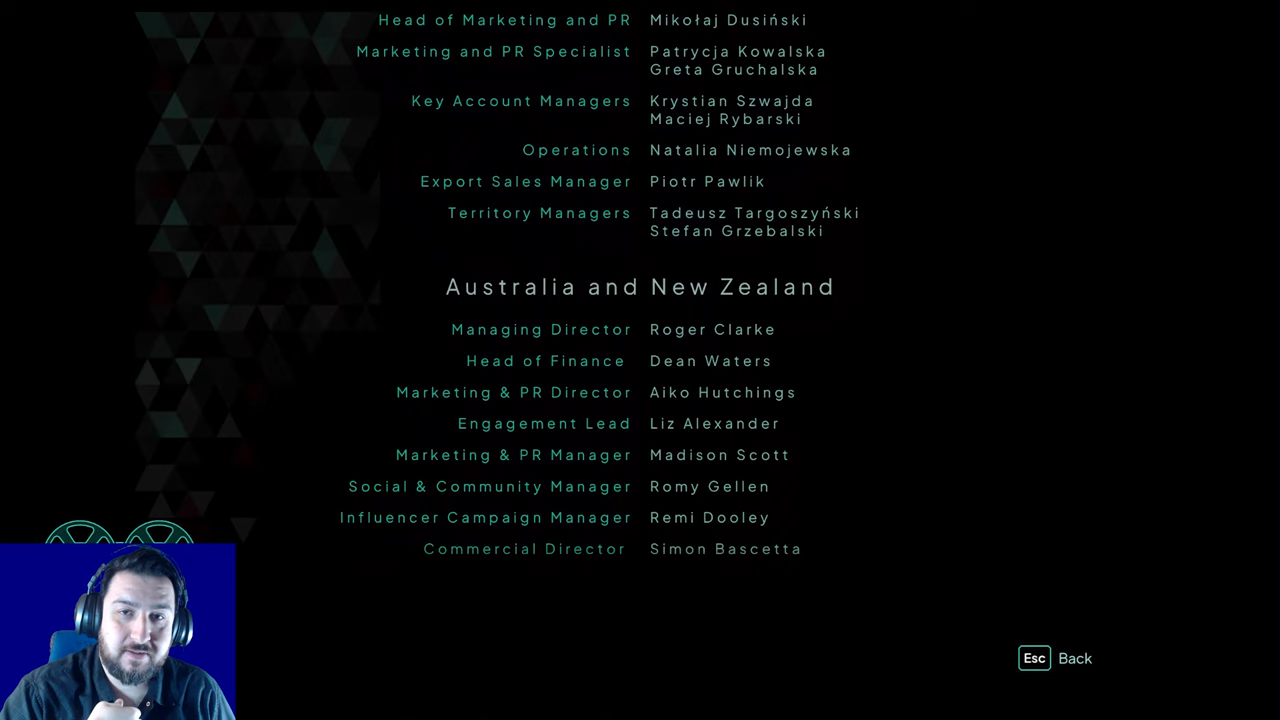 Head of Marketing and PR Mikołaj Dusiński
Marketing and PR Specialist Patrycja Kowalska
Greta Gruchalska
Key Account Managers Krystian Szwajda
Maciej Rybarski
Operations Natalia Niemojewska
Export Sales Manager Piotr Pawlik
Territory Managers Tadeusz Targoszyński
Stefan Grzebalski
Australia and New Zealand
Managing Director Roger Clarke
Head of Finance Dean Waters
Marketing & PR Director Aiko Hutchings
Engagement Lead Liz Alexander
Marketing & PR Manager Madison Scott
Social & Community Manager Romy Gellen
Influencer Campaign Manager Remi Dooley
Commercial Director Simon Bascetta
Esc Back